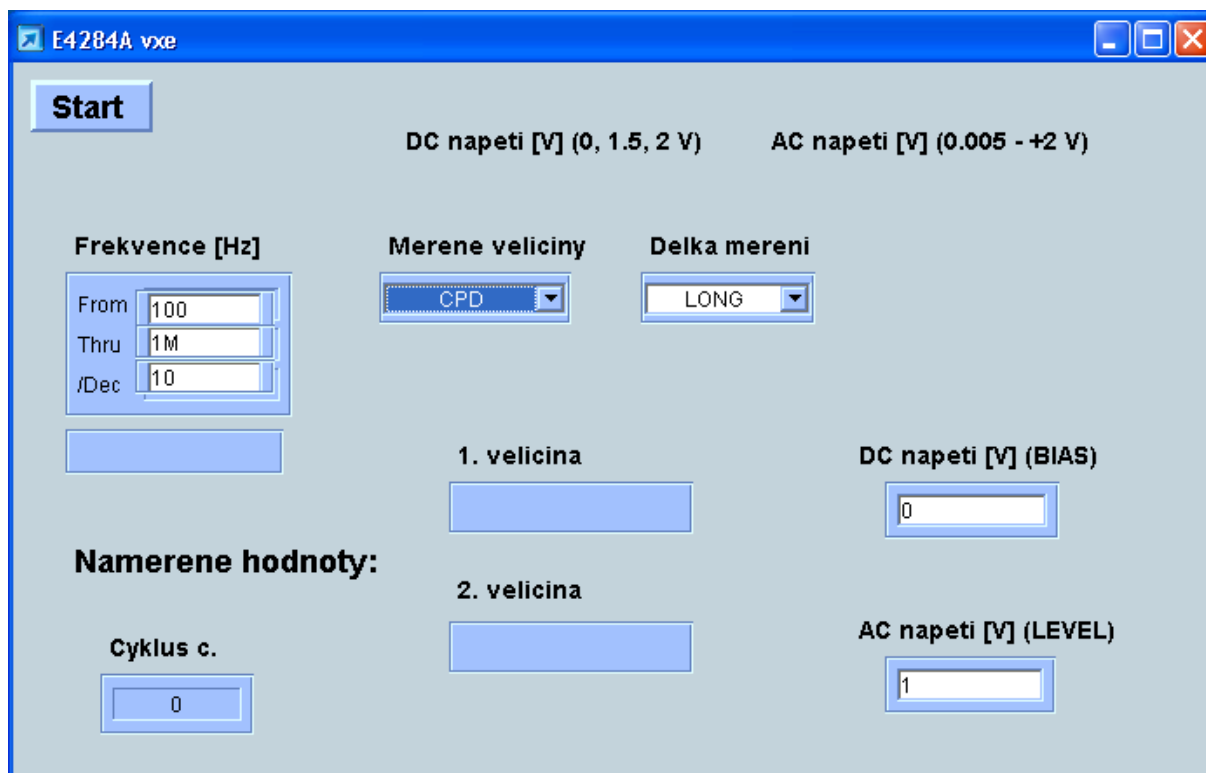 E4284A vxe
Start
DC napeti [V] (0, 1.5, 2 V)
AC napeti [V] (0.005 - +2 V)
Frekvence [Hz]
Merene veliciny
Delka mereni
From 100
Thru 1M
/Dec 10
CPD
LONG
1. velicina
DC napeti [V] (BIAS)
0
Namerene hodnoty:
2. velicina
AC napeti [V] (LEVEL)
1
Cyklus c.
0